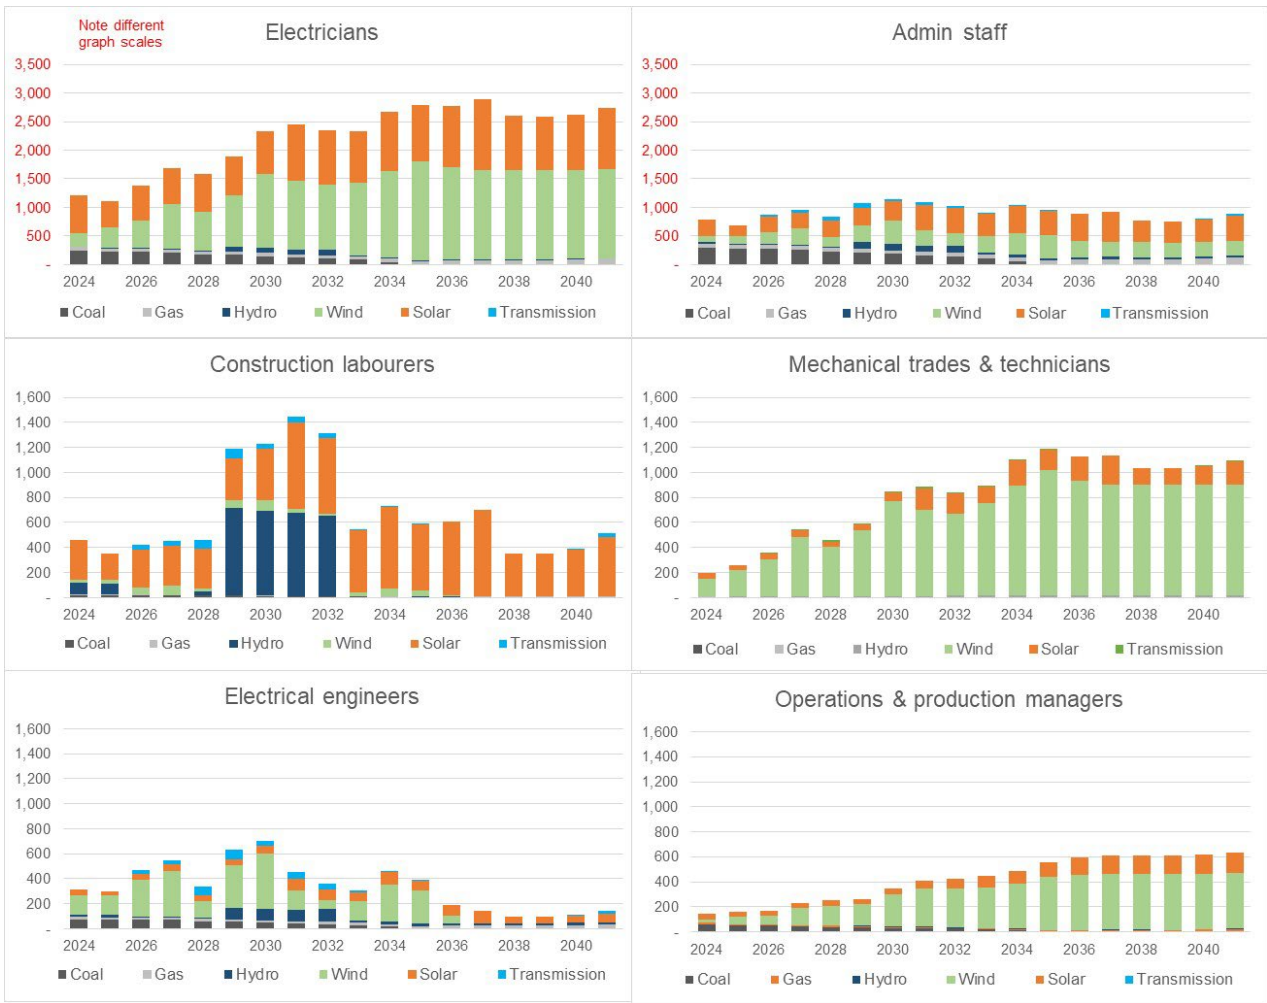 Note different
graph scales
Electricians
3,500
3,000
2,500
2,000
1,500
1,000
500
-
2024 2026 2028 2030 2032 2034 2036 2038 2040
Coal Gas Hydro Wind Solar Transmission
Admin staff
3,500
3,000
2,500
2,000
1,500
1,000
500
-
2024 2026 2028 2030 2032 2034 2036 2038 2040
Coal Gas Hydro Wind Solar Transmission
Construction labourers
1,600
1,400
1,200
1,000
800
600
400
200
-
2024 2026 2028 2030 2032 2034 2036 2038 2040
Coal Gas Hydro Wind Solar Transmission
Mechanical trades & technicians
1,600
1,400
1,200
1,000
800
600
400
200
-
2024 2026 2028 2030 2032 2034 2036 2038 2040
Coal Gas Hydro Wind Solar Transmission
Electrical engineers
1,600
1,400
1,200
1,000
800
600
400
200
-
2024 2026 2028 2030 2032 2034 2036 2038 2040
Coal Gas Hydro Wind Solar Transmission
Operations & production managers
1,600
1,400
1,200
1,000
800
600
400
200
-
2024 2026 2028 2030 2032 2034 2036 2038 2040
Coal Gas Hydro Wind Solar Transmission